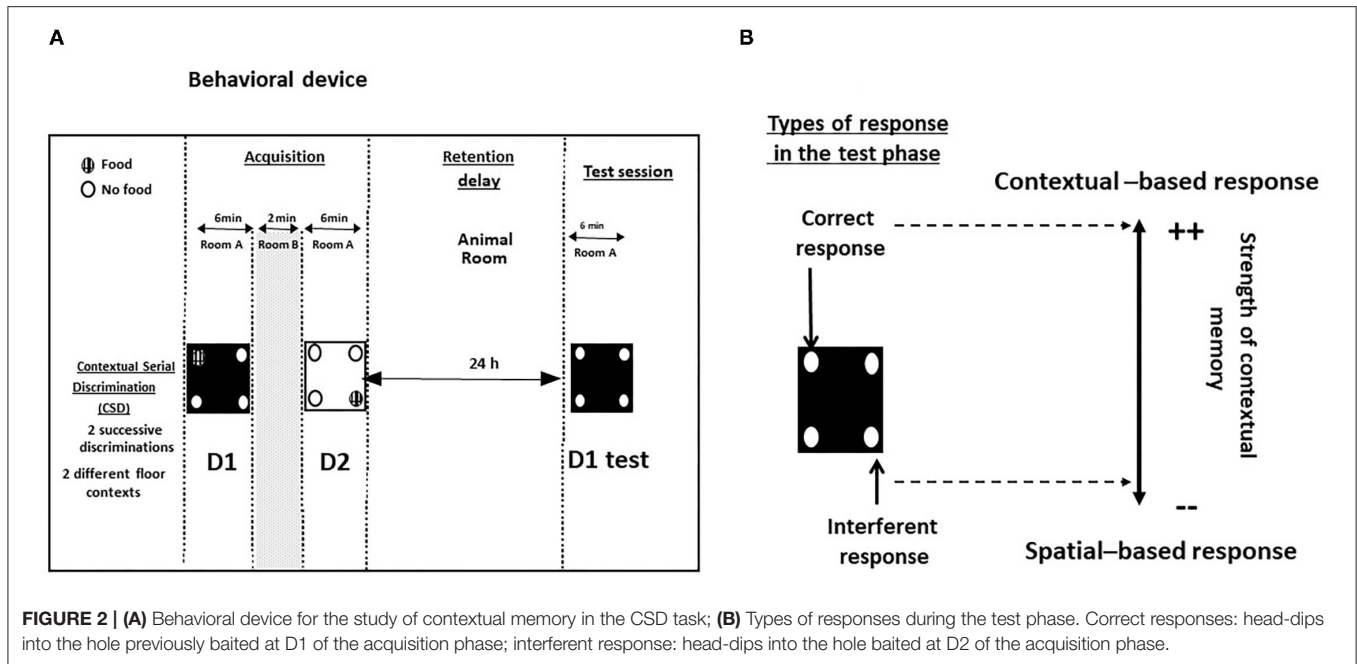 A
Behavioral device
Food
No food
Acquisition
6min
2min
6min
Room A
Room B
Room A
Retention
delay
Animal
Room
Test session
6 min
Room A
Contextual Serial
Discrimination
(CSD)
2 successive
discriminations
2 different floor
contexts
D1
D2
24 h
D1 test
B
Types of response
in the test phase
Correct
response
Interferent
response
Contextual –based response
++
Strength of contextual
memory
--
Spatial–based response
FIGURE 2 | (A) Behavioral device for the study of contextual memory in the CSD task; (B) Types of responses during the test phase. Correct responses: head-dips
into the hole previously baited at D1 of the acquisition phase; interferent response: head-dips into the hole baited at D2 of the acquisition phase.